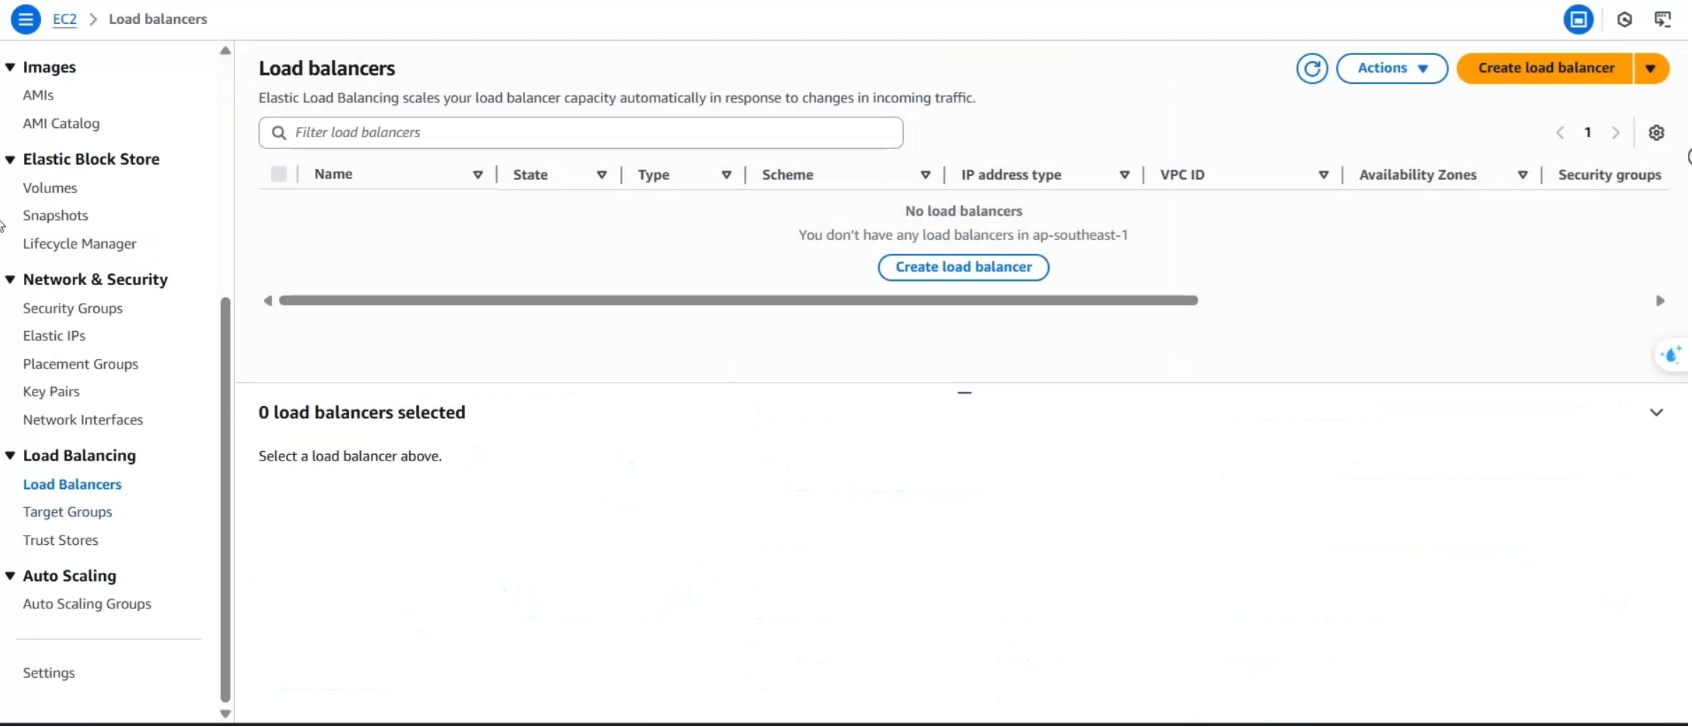 EC2 > Load balancers
Images
AMIs
AMI Catalog
Elastic Block Store
Volumes
Snapshots
Lifecycle Manager
Network & Security
Security Groups
Elastic IPs
Placement Groups
Key Pairs
Network Interfaces
Load Balancing
Load Balancers
Target Groups
Trust Stores
Auto Scaling
Auto Scaling Groups
Settings
Load balancers
Actions
Create load balancer
Elastic Load Balancing scales your load balancer capacity automatically in response to changes in incoming traffic.
Filter load balancers
1
Name State Type Scheme IP address type VPC ID Availability Zones Security groups
No load balancers
You don't have any load balancers in ap-southeast-1
Create load balancer
0 load balancers selected
Select a load balancer above.